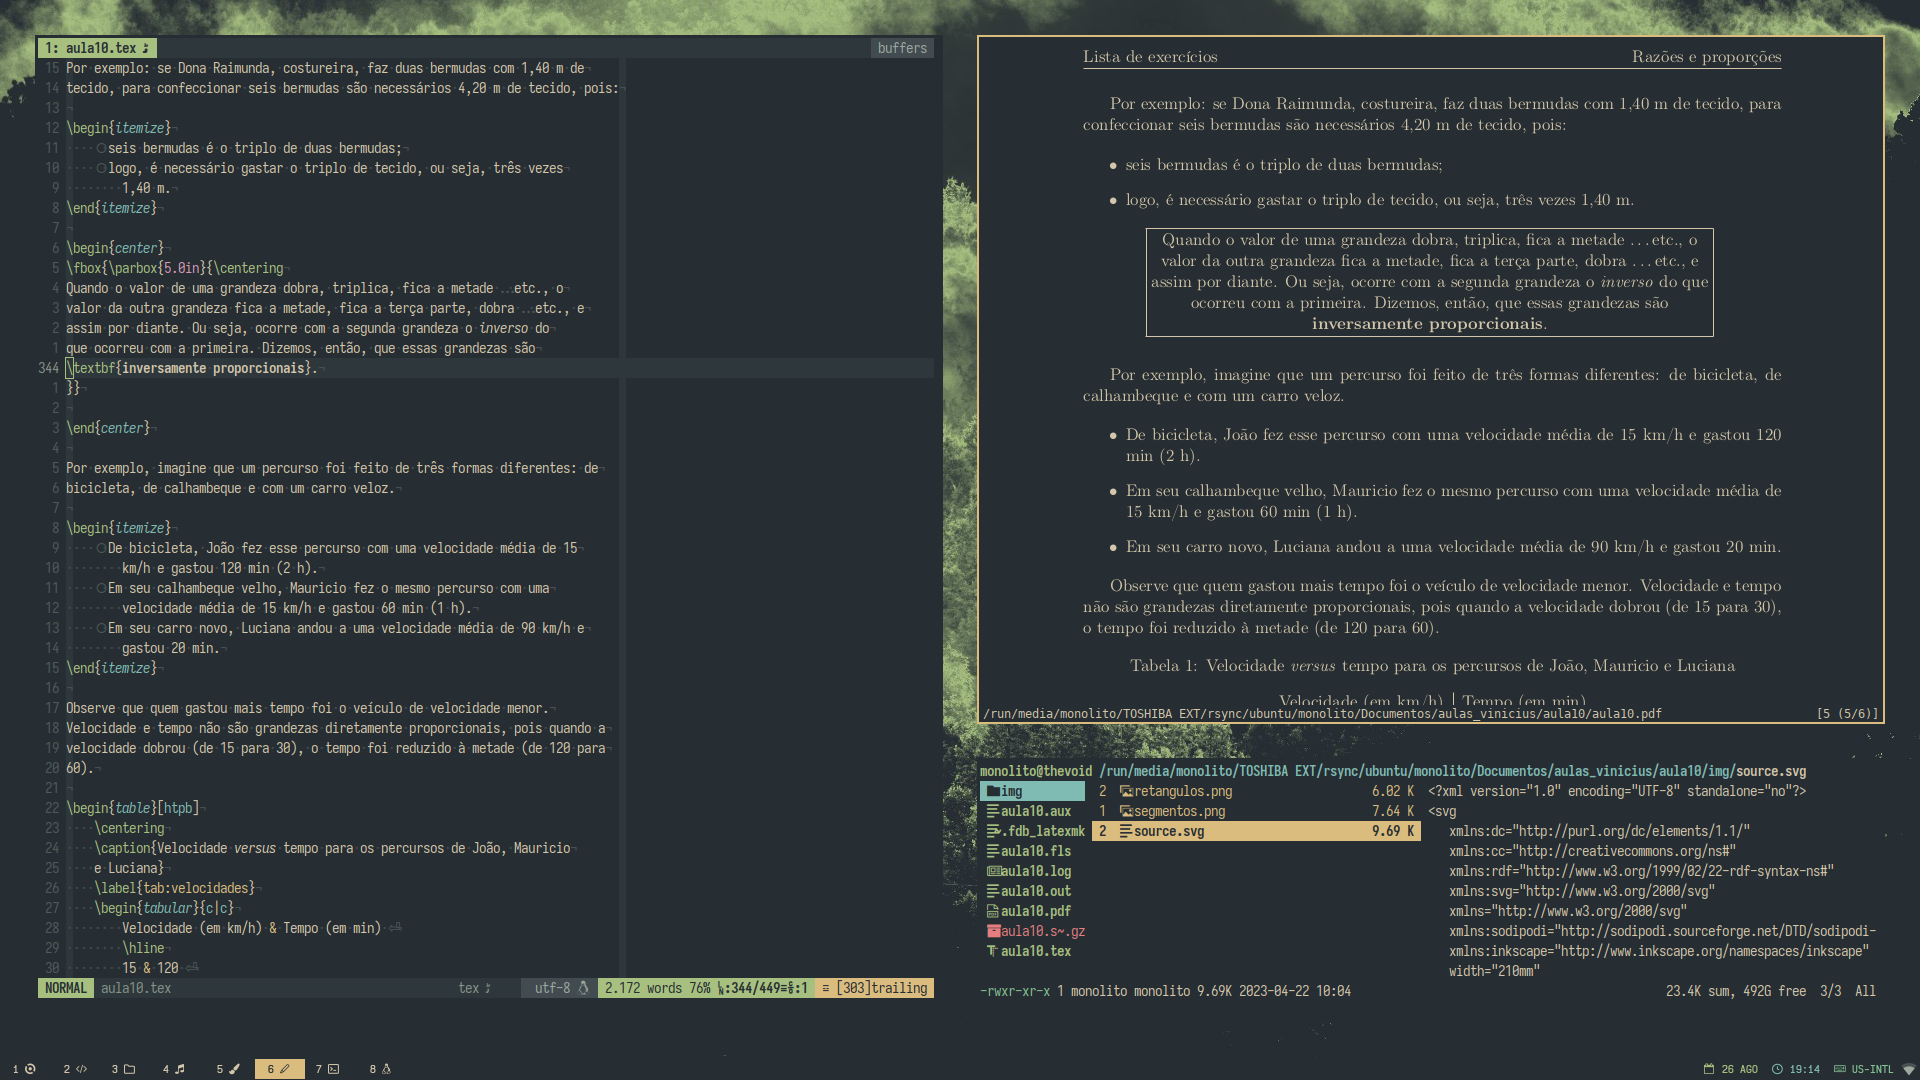 1: aula10.tex
buffers
15 Por exemplo: se Dona Raimunda, costureira, faz duas bermudas com 1,40 m de
14 tecido, para confeccionar seis bermudas são necessários 4,20 m de tecido, pois:
13
12 \begin{itemize}
11 seis bermudas é o triplo de duas bermudas;
10 logo, é necessário gastar o triplo de tecido, ou seja, três vezes
9 1,40 m.
8 \end{itemize}
7
6 \begin{center}
5 \fbox{\parbox{5.0in}{\centering
4 Quando o valor de uma grandeza dobra, triplica, fica a metade …etc., o
3 valor da outra grandeza fica a metade, fica a terça parte, dobra …etc., e
2 assim por diante. Ou seja, ocorre com a segunda grandeza o inverso do
1 que ocorreu com a primeira. Dizemos, então, que essas grandezas são
344 \textbf{inversamente proporcionais}.
1 }}
2
3 \end{center}
4
5 Por exemplo, imagine que um percurso foi feito de três formas diferentes: de
6 bicicleta, de calhambeque e com um carro veloz.
7
8 \begin{itemize}
9 De bicicleta, João fez esse percurso com uma velocidade média de 15
10 km/h e gastou 120 min (2 h).
11 Em seu calhambeque velho, Mauricio fez o mesmo percurso com uma
12 velocidade média de 15 km/h e gastou 60 min (1 h).
13 Em seu carro novo, Luciana andou a uma velocidade média de 90 km/h e
14 gastou 20 min.
15 \end{itemize}
16
17 Observe que quem gastou mais tempo foi o veículo de velocidade menor.
18 Velocidade e tempo não são grandezas diretamente proporcionais, pois quando a
19 velocidade dobrou (de 15 para 30), o tempo foi reduzido à metade (de 120 para
20 60).
21
22 \begin{table}[htpb]
23 \centering
24 \caption{Velocidade versus tempo para os percursos de João, Mauricio
25 e Luciana}
26 \label{tab:velocidades}
27 \begin{tabular}{c|c}
28 Velocidade (em km/h) & Tempo (em min)
29 \hline
30 15 & 120
NORMAL aula10.tex tex utf-8 2.172 words 76% :344/449 :1 ≡ [303]trailing
Lista de exercícios Razões e proporções
Por exemplo: se Dona Raimunda, costureira, faz duas bermudas com 1,40 m de tecido, para
confeccionar seis bermudas são necessários 4,20 m de tecido, pois:
• seis bermudas é o triplo de duas bermudas;
• logo, é necessário gastar o triplo de tecido, ou seja, três vezes 1,40 m.
Quando o valor de uma grandeza dobra, triplica, fica a metade …etc., o
valor da outra grandeza fica a metade, fica a terça parte, dobra …etc., e
assim por diante. Ou seja, ocorre com a segunda grandeza o inverso do que
ocorreu com a primeira. Dizemos, então, que essas grandezas são
inversamente proporcionais.
Por exemplo, imagine que um percurso foi feito de três formas diferentes: de bicicleta, de
calhambeque e com um carro veloz.
• De bicicleta, João fez esse percurso com uma velocidade média de 15 km/h e gastou 120
min (2 h).
• Em seu calhambeque velho, Mauricio fez o mesmo percurso com uma velocidade média de
15 km/h e gastou 60 min (1 h).
• Em seu carro novo, Luciana andou a uma velocidade média de 90 km/h e gastou 20 min.
Observe que quem gastou mais tempo foi o veículo de velocidade menor. Velocidade e tempo
não são grandezas diretamente proporcionais, pois quando a velocidade dobrou (de 15 para 30),
o tempo foi reduzido à metade (de 120 para 60).
Tabela 1: Velocidade versus tempo para os percursos de João, Mauricio e Luciana
Velocidade (em km/h) Tempo (em min)
/run/media/monolito/TOSHIBA EXT/rsync/ubuntu/monolito/Documentos/aulas_vinicius/aula10/aula10.pdf [5 (5/6)]
monolito@thevoid /run/media/monolito/TOSHIBA EXT/rsync/ubuntu/monolito/Documentos/aulas_vinicius/aula10/img/source.svg
img 2 retangulos.png 6.02 K <?xml version="1.0" encoding="UTF-8" standalone="no"?>
aula10.aux 1 segmentos.png 7.64 K <svg
~.fdb_latexmk 2 source.svg 9.69 K xmlns:dc="http://purl.org/dc/elements/1.1/"
aula10.fls xmlns:cc="http://creativecommons.org/ns#"
aula10.log xmlns:rdf="http://www.w3.org/1999/02/22-rdf-syntax-ns#"
aula10.out xmlns:svg="http://www.w3.org/2000/svg"
aula10.pdf xmlns="http://www.w3.org/2000/svg"
aula10.s~.gz xmlns:sodipodi="http://sodipodi.sourceforge.net/DTD/sodipodi-
aula10.tex xmlns:inkscape="http://www.inkscape.org/namespaces/inkscape"
width="210mm"
-rwxr-xr-x 1 monolito monolito 9.69K 2023-04-22 10:04 23.4K sum, 492G free 3/3 All
1 2 3 4 5 6 7 8 26 AGO 19:14 US-INTL